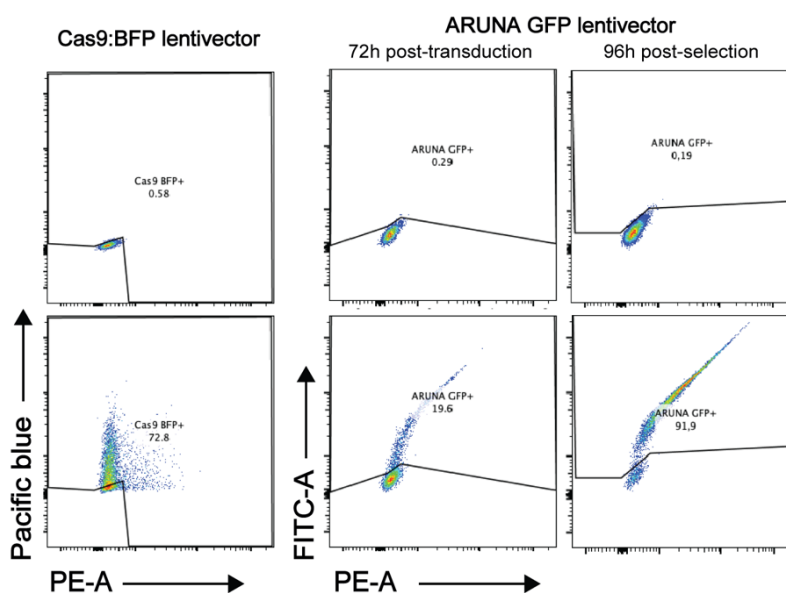 Cas9:BFP lentivector
ARUNA GFP lentivector
72h post-transduction
96h post-selection
Cas9 BFP+
0.58
ARUNA GFP+
0.29
ARUNA GFP+
0,19
Cas9 BFP+
72.8
ARUNA GFP+
19.6
ARUNA GFP+
91,9
Pacific blue
FITC-A
PE-A
PE-A